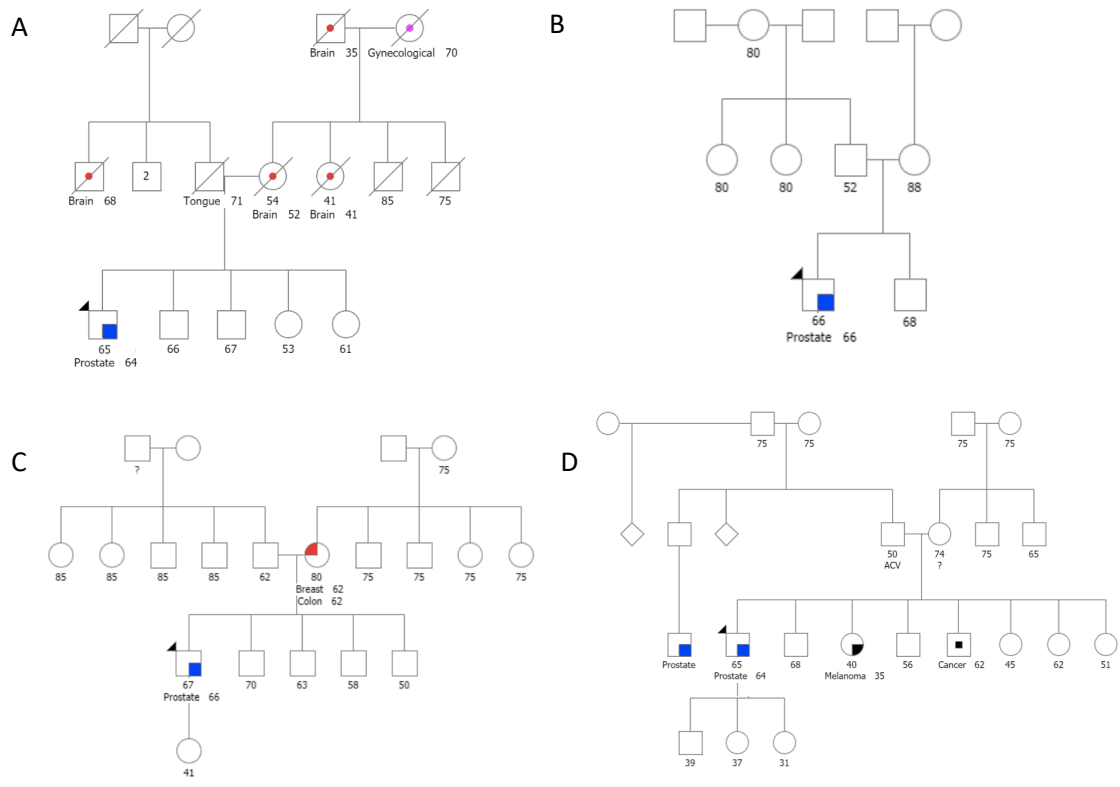 A
Brain 35 Gynecological 70
2
Brain 68
Tongue 71
54
Brain 52
41
Brain 41
85
75
65
Prostate 64
66
67
53
61
B
80
80
80
52
88
66
Prostate 66
68
C
?
75
85
85
85
85
62
80
Breast 62
Colon 62
75
75
75
75
67
Prostate 66
70
63
58
50
41
D
75
75
75
75
50
ACV
74
?
75
65
Prostate
65
Prostate 64
68
40
Melanoma 35
56
Cancer 62
45
62
51
39
37
31